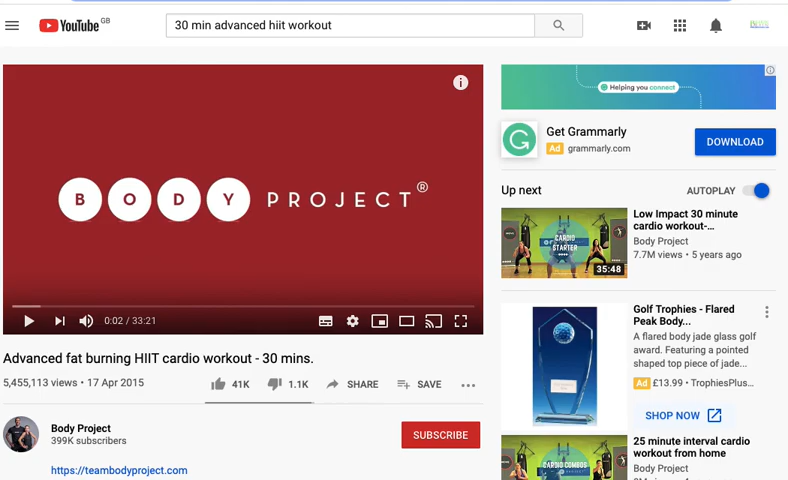 YouTube GB
30 min advanced hiit workout
BODY PROJECT®
0:02 / 33:21
Advanced fat burning HIIT cardio workout - 30 mins.
5,455,113 views • 17 Apr 2015
41K
1.1K
SHARE
SAVE
Body Project
399K subscribers
SUBSCRIBE
https://teambodyproject.com
Helping you connect
Get Grammarly
Ad grammarly.com
DOWNLOAD
Up next
AUTOPLAY
CARDIO
STARTER
35:48
Low Impact 30 minute
cardio workout-...
Body Project
7.7M views • 5 years ago
Golf Trophies - Flared
Peak Body...
A flared body jade glass golf
award. Featuring a pointed
shaped top piece of jade...
Ad £13.99 • TrophiesPlus...
SHOP NOW
CARDIO COMBOS
25 minute interval cardio
workout from home
Body Project